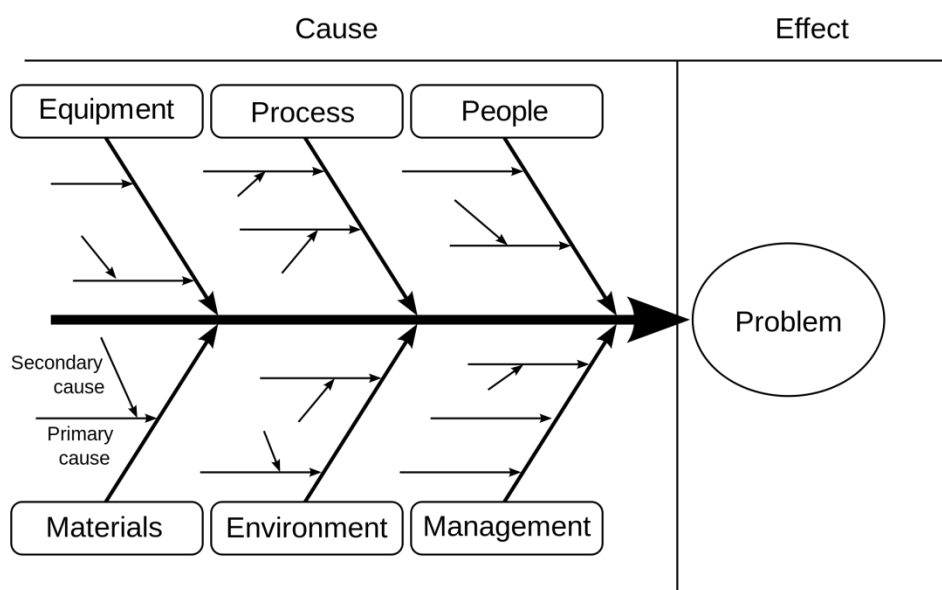 Cause
Effect
Equipment
Process
People
Problem
Secondary
cause
Primary
cause
Materials
Environment
Management